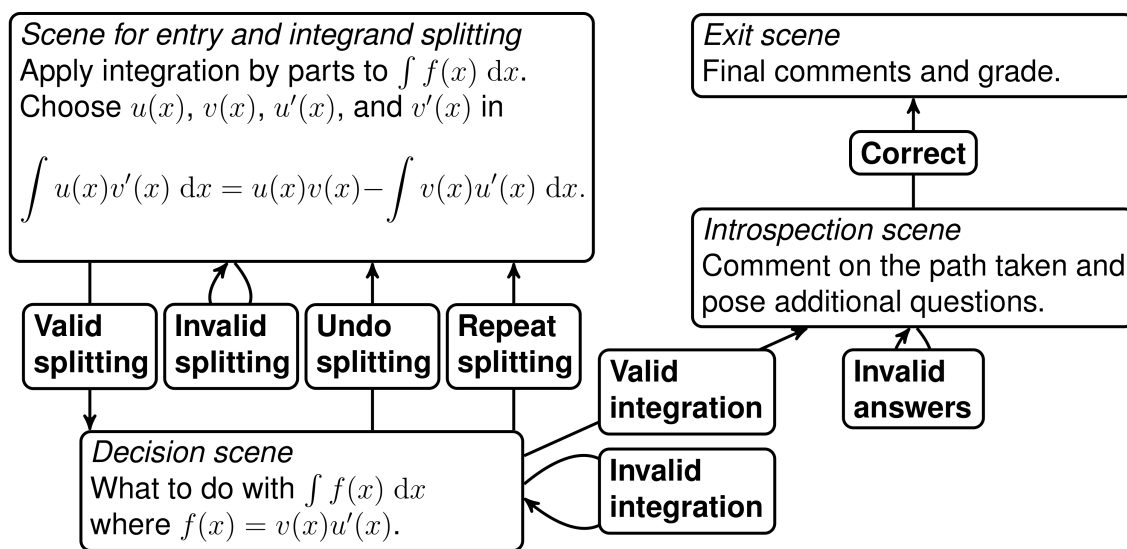 Scene for entry and integrand splitting
Apply integration by parts to ∫ f(x) dx.
Choose u(x), v(x), u′(x), and v′(x) in
∫ u(x)v′(x) dx = u(x)v(x)−∫ v(x)u′(x) dx.
Valid
splitting
Invalid
splitting
Undo
splitting
Repeat
splitting
Decision scene
What to do with ∫ f(x) dx
where f(x) = v(x)u′(x).
Valid
integration
Invalid
integration
Exit scene
Final comments and grade.
Correct
Introspection scene
Comment on the path taken and
pose additional questions.
Invalid
answers